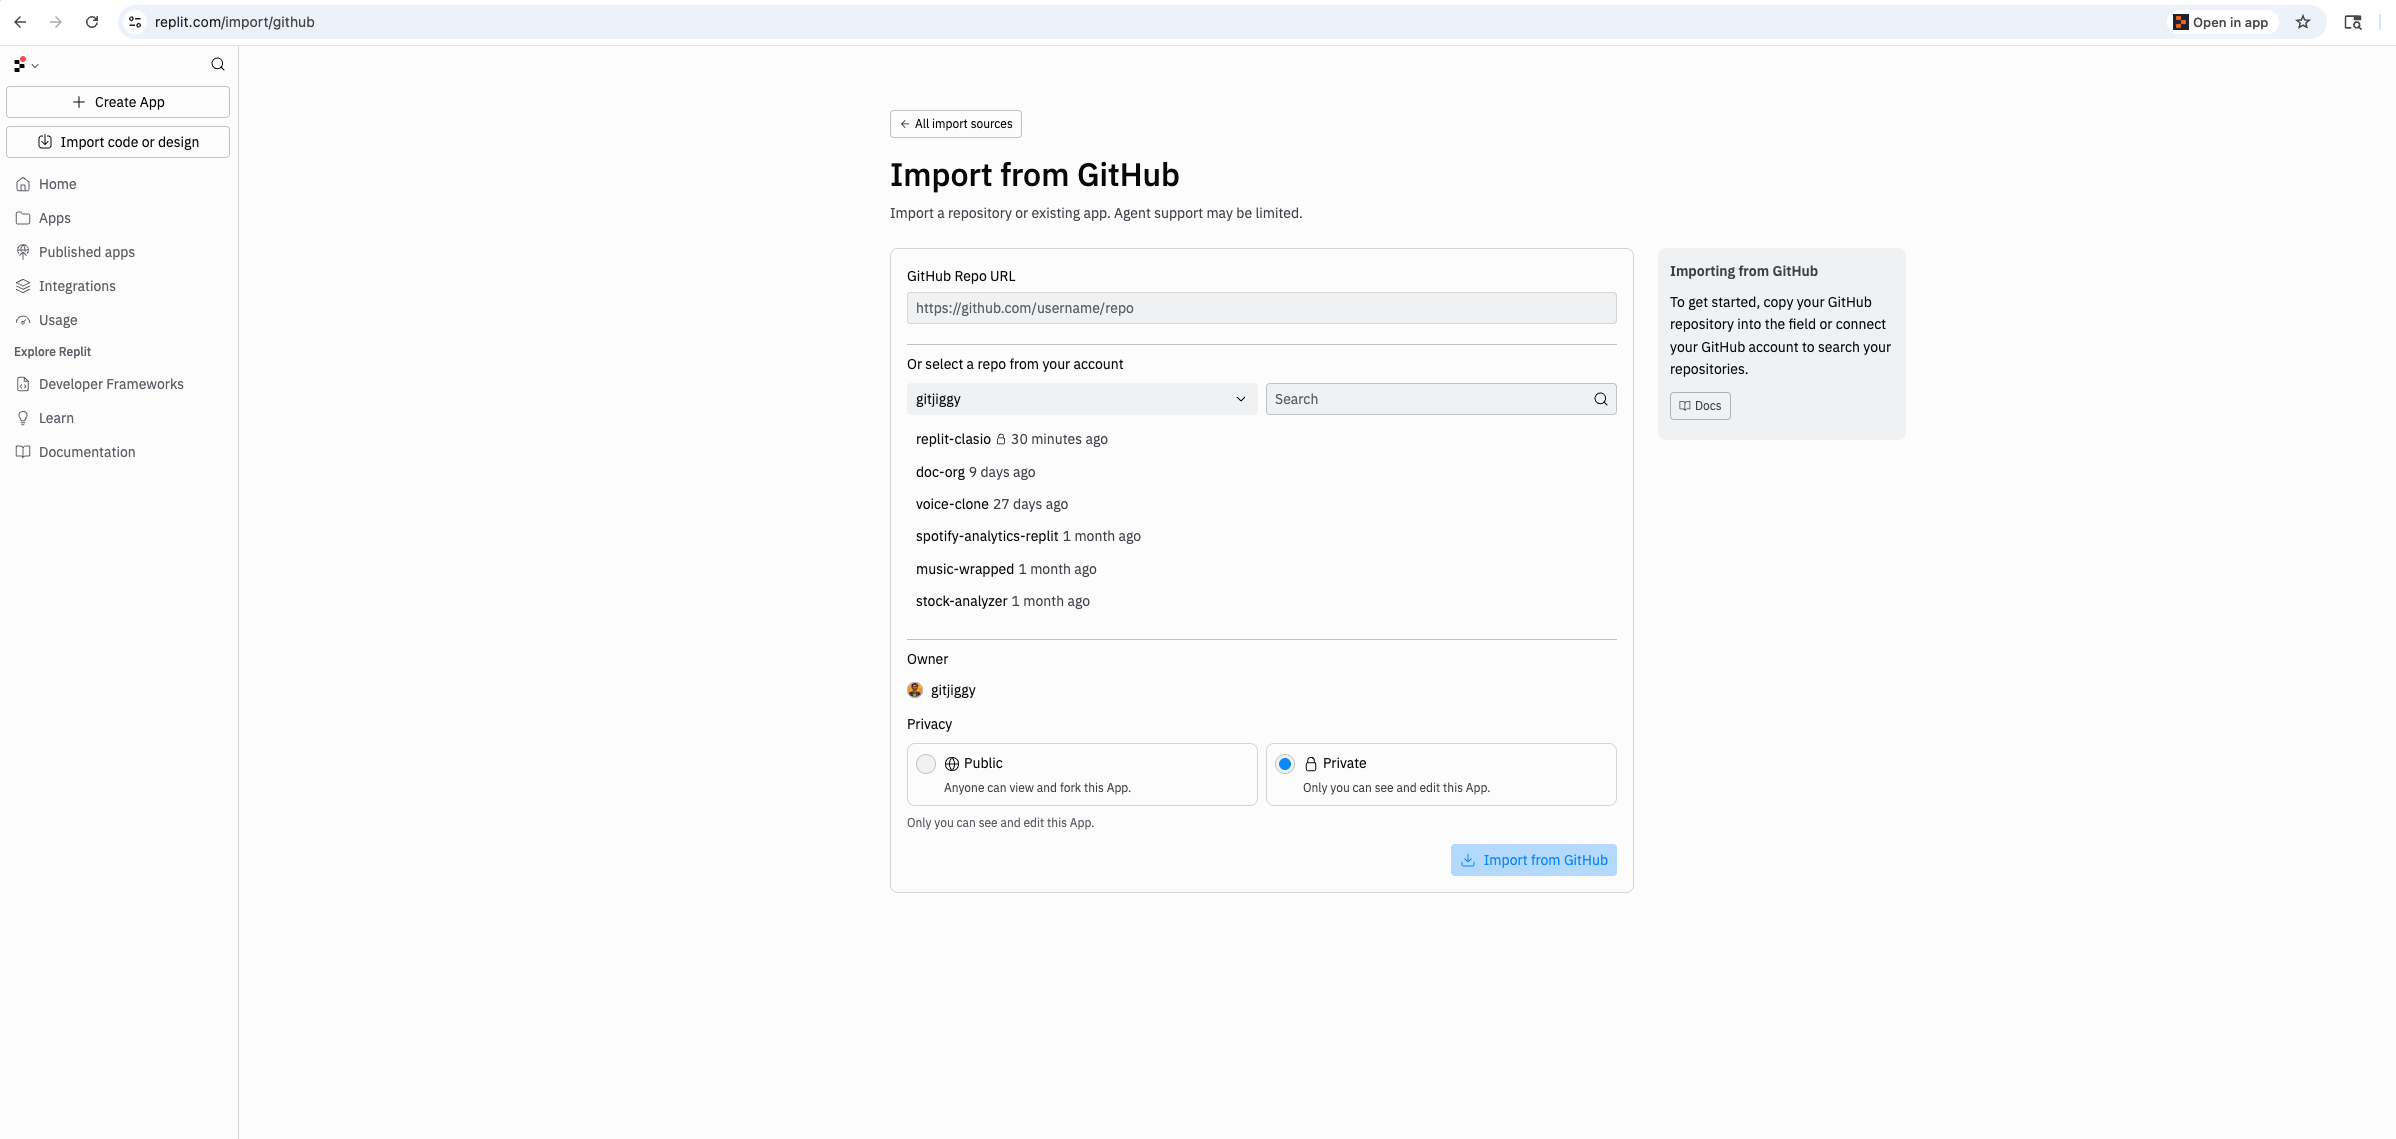 replit.com/import/github
Open in app
Create App
Import code or design
Home
Apps
Published apps
Integrations
Usage
Explore Replit
Developer Frameworks
Learn
Documentation
All import sources
Import from GitHub
Import a repository or existing app. Agent support may be limited.
GitHub Repo URL
https://github.com/username/repo
Or select a repo from your account
gitjiggy
Search
replit-clasio 30 minutes ago
doc-org 9 days ago
voice-clone 27 days ago
spotify-analytics-replit 1 month ago
music-wrapped 1 month ago
stock-analyzer 1 month ago
Owner
gitjiggy
Privacy
Public
Anyone can view and fork this App.
Private
Only you can see and edit this App.
Only you can see and edit this App.
Import from GitHub
Importing from GitHub
To get started, copy your GitHub
repository into the field or connect
your GitHub account to search your
repositories.
Docs